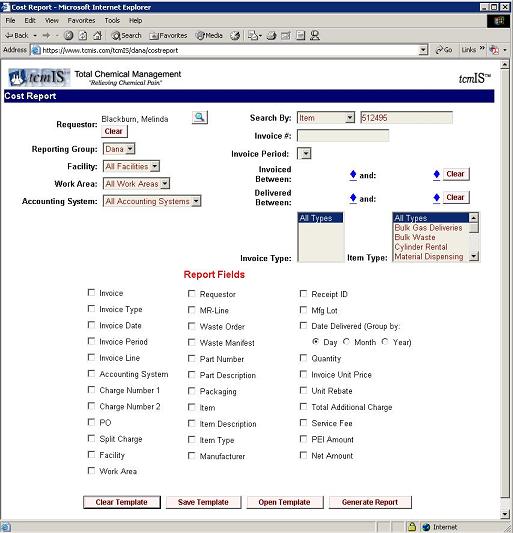 Cost Report - Microsoft Internet Explorer
File Edit View Favorites Tools Help
Back Search Favorites Media
Address https://www.tcmis.com/tcmIS/dana/costreport Go Links »
tcmIS Total Chemical Management tcmIS™
"Relieving Chemical Pain"
Cost Report
Requestor: Blackburn, Melinda
Clear
Search By: Item 512495
Invoice #:
Reporting Group: Dana
Invoice Period:
Facility: All Facilities
Invoiced Between: and: Clear
Work Area: All Work Areas
Delivered Between: and: Clear
Accounting System: All Accounting Systems
Invoice Type: All Types
Item Type: All Types
Bulk Gas Deliveries
Bulk Waste
Cylinder Rental
Material Dispensing
Report Fields
Invoice Requestor Receipt ID
Invoice Type MR-Line Mfg Lot
Invoice Date Waste Order Date Delivered (Group by:
Invoice Period Waste Manifest Day Month Year)
Invoice Line Part Number Quantity
Accounting System Part Description Invoice Unit Price
Charge Number 1 Packaging Unit Rebate
Charge Number 2 Item Total Additional Charge
PO Item Description Service Fee
Split Charge Item Type PEI Amount
Facility Manufacturer Net Amount
Work Area
Clear Template Save Template Open Template Generate Report
Internet